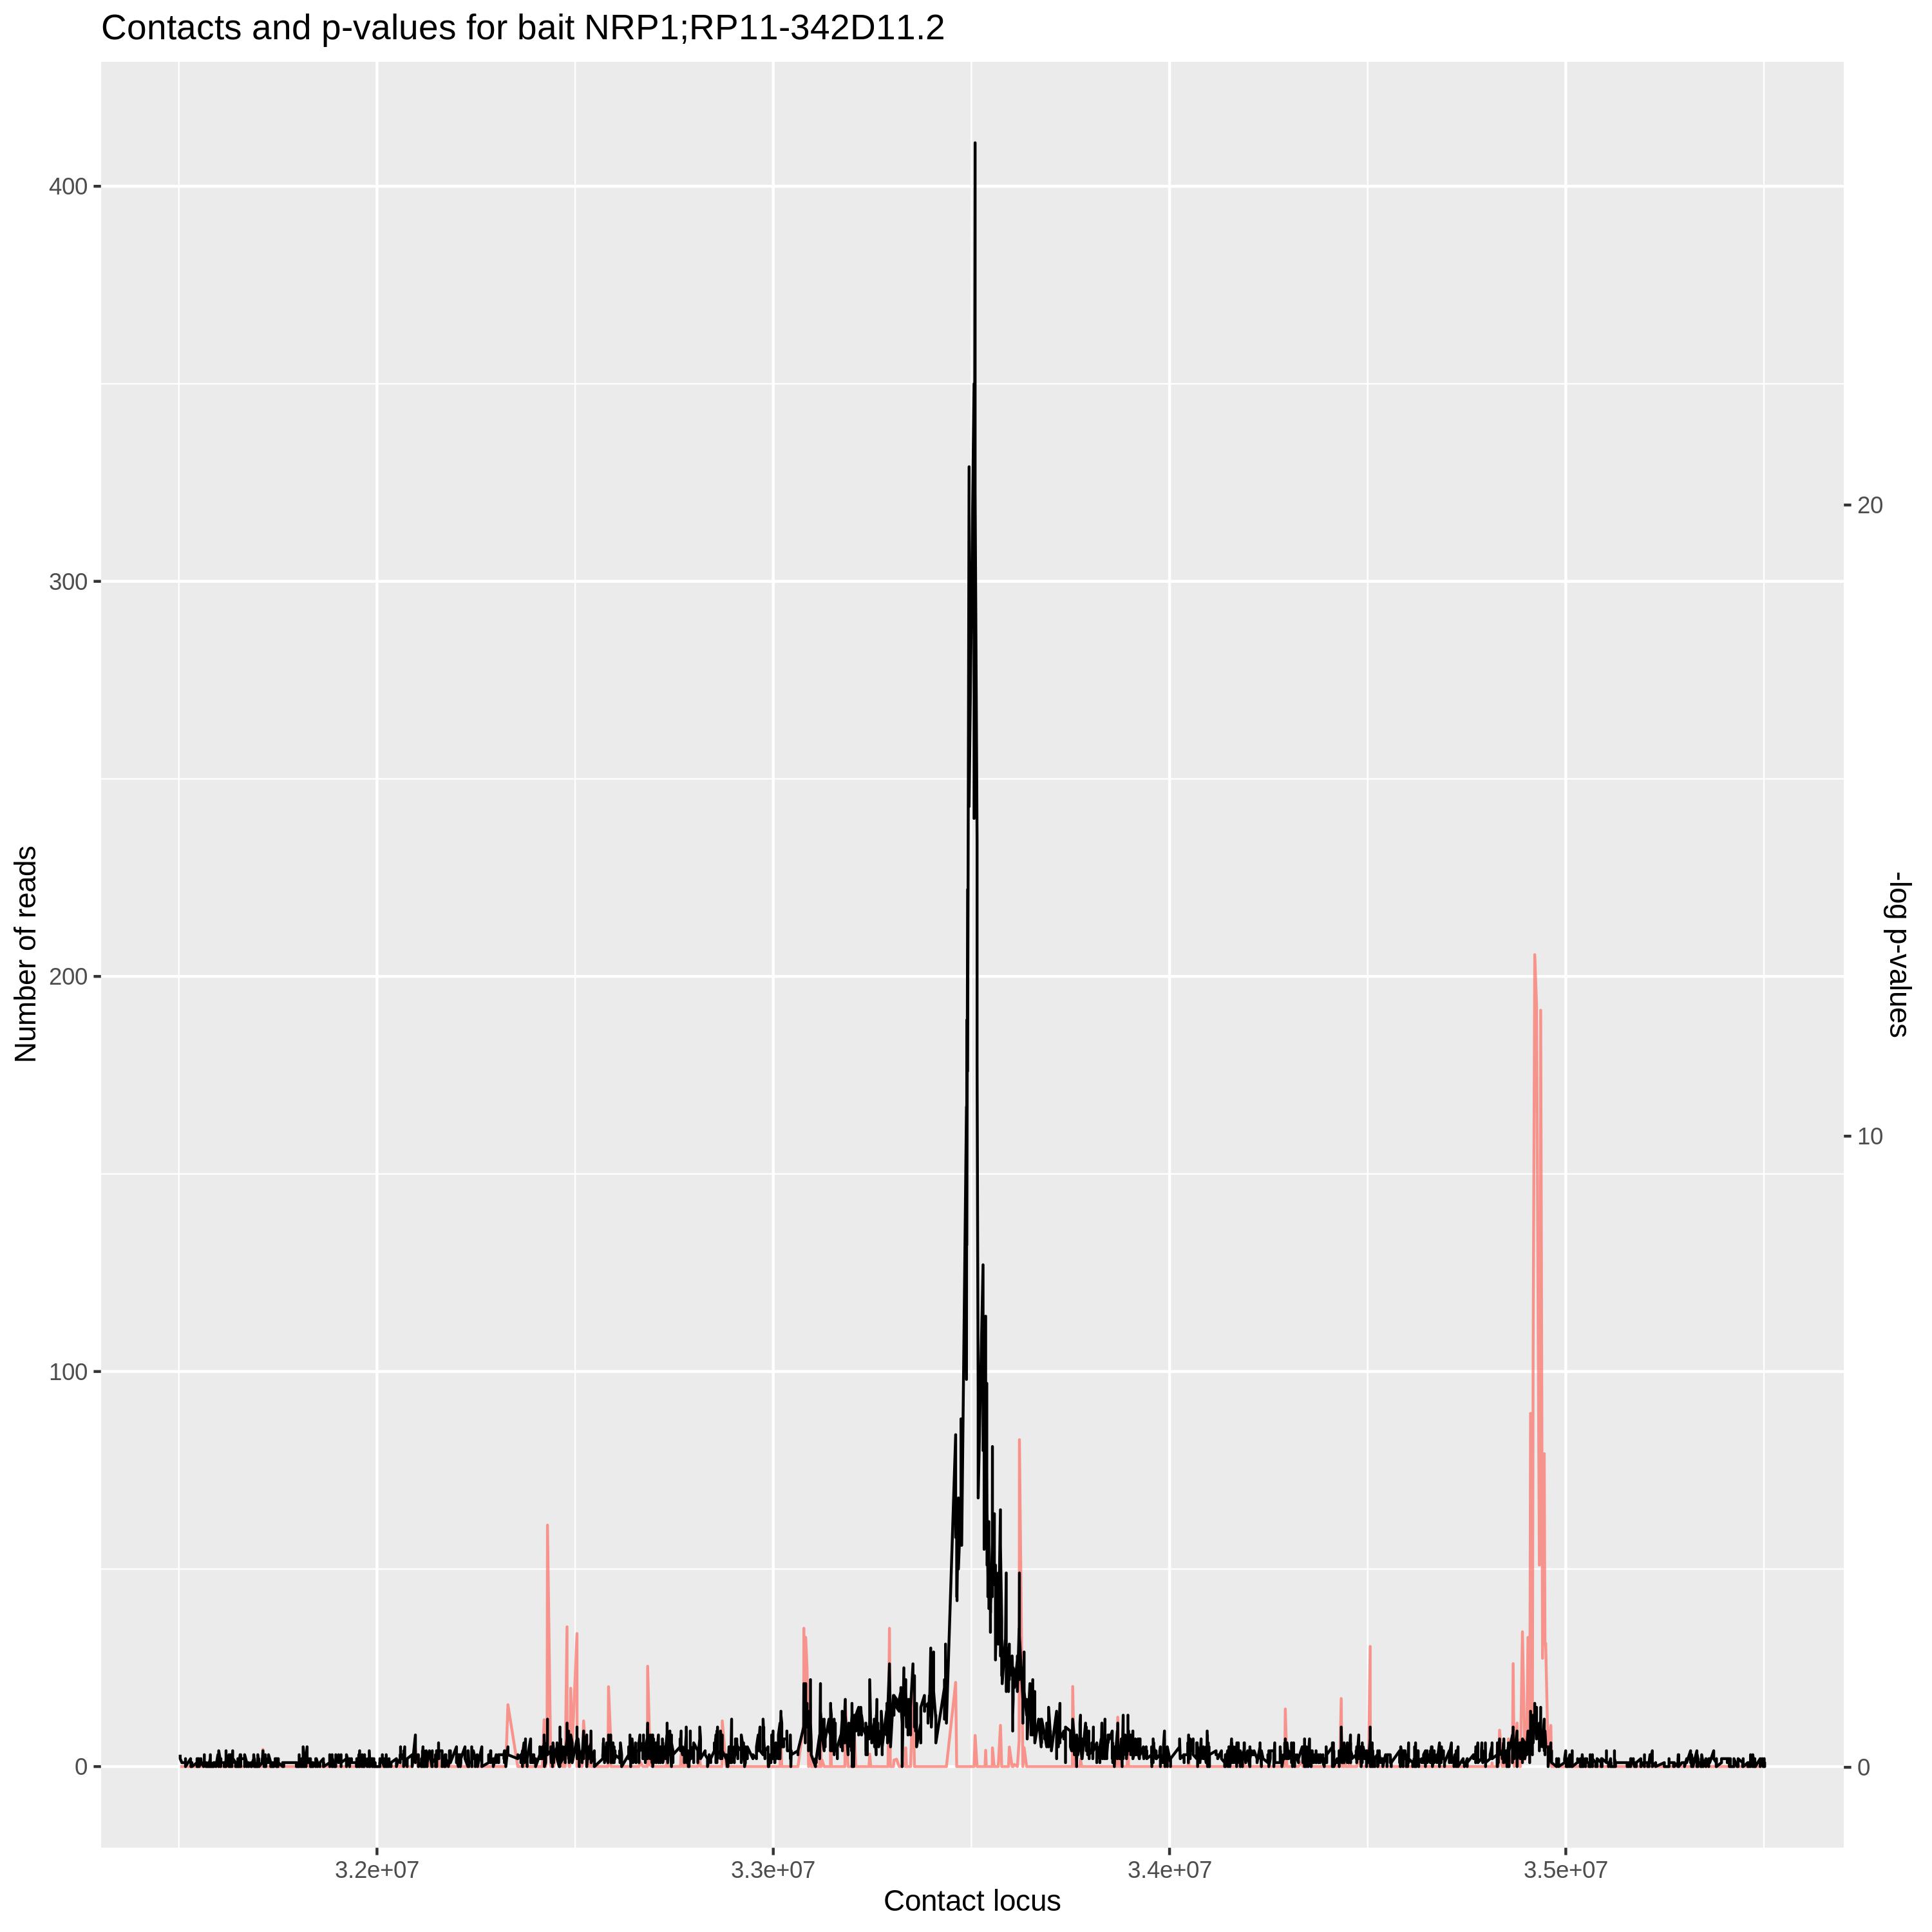 Contacts and p-values for bait NRP1;RP11-342D11.2
400
300
200
100
0
Number of reads
20
10
0
-log p-values
3.2e+07
3.3e+07
3.4e+07
3.5e+07
Contact locus